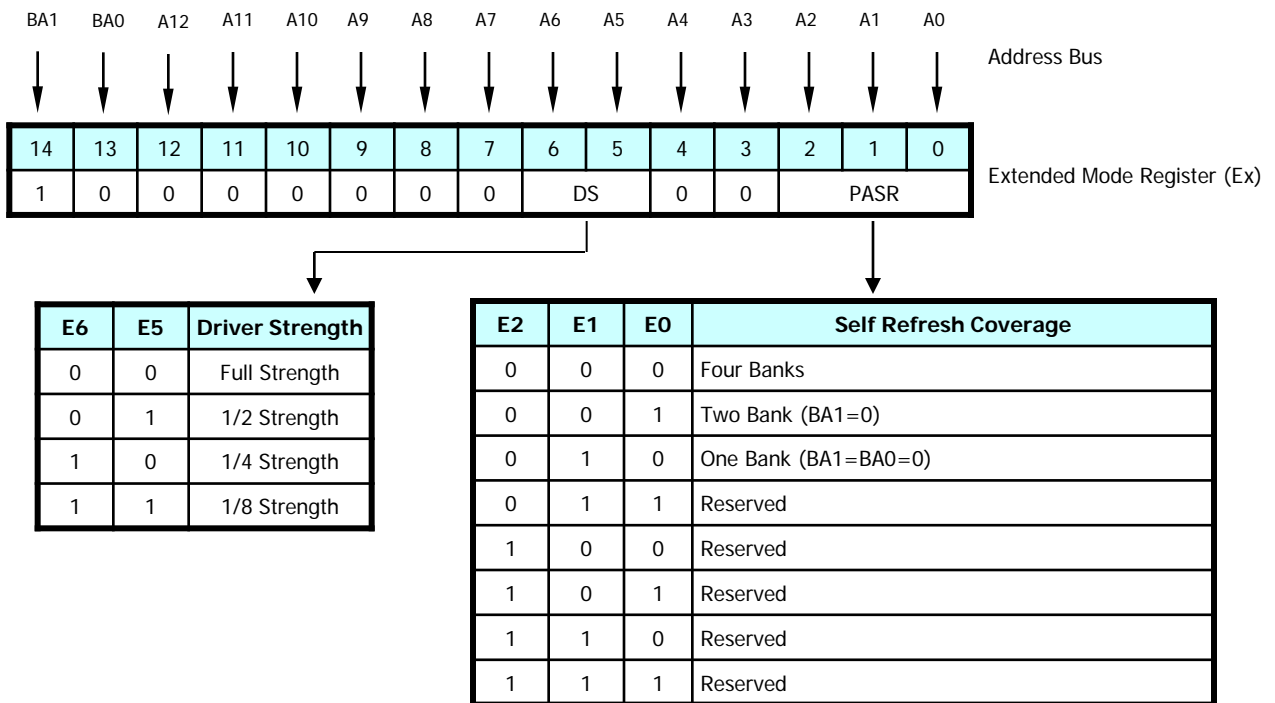 BA1 BA0 A12 A11 A10 A9 A8 A7 A6 A5 A4 A3 A2 A1 A0
Address Bus
14 13 12 11 10 9 8 7 6 5 4 3 2 1 0
Extended Mode Register (Ex)
1 0 0 0 0 0 0 0 DS 0 0 PASR
E6 E5 Driver Strength
0 0 Full Strength
0 1 1/2 Strength
1 0 1/4 Strength
1 1 1/8 Strength
E2 E1 E0 Self Refresh Coverage
0 0 0 Four Banks
0 0 1 Two Bank (BA1=0)
0 1 0 One Bank (BA1=BA0=0)
0 1 1 Reserved
1 0 0 Reserved
1 0 1 Reserved
1 1 0 Reserved
1 1 1 Reserved